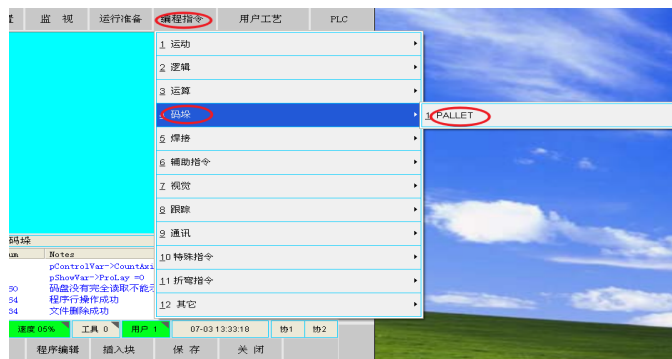 监 视 运行准备 编程指令 用户工艺 PLC
1 运动
2 逻辑
3 运算
4 码垛
1 PALLET
5 焊接
6 辅助指令
7 视觉
8 跟踪
9 通讯
10 特殊指令
11 折弯指令
12 其它
码垛
Notes
pControlVar->CountAxi
pShowVar->ProLay =0
码盘没有完全读取不能示
程序行操作成功
34 文件删除成功
速度 05% 工具 0 用户 1 07-03 13:33:18 协1 协2
程序编辑 插入块 保 存 关 闭